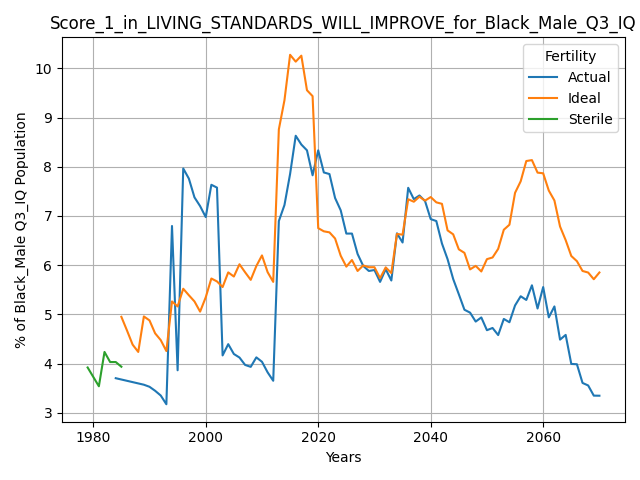 Score_1_in_LIVING_STANDARDS_WILL_IMPROVE_for_Black_Male_Q3_IQ
Fertility
Actual
Ideal
Sterile
% of Black_Male Q3_IQ Population
10
9
8
7
6
5
4
3
1980 2000 2020 2040 2060
Years